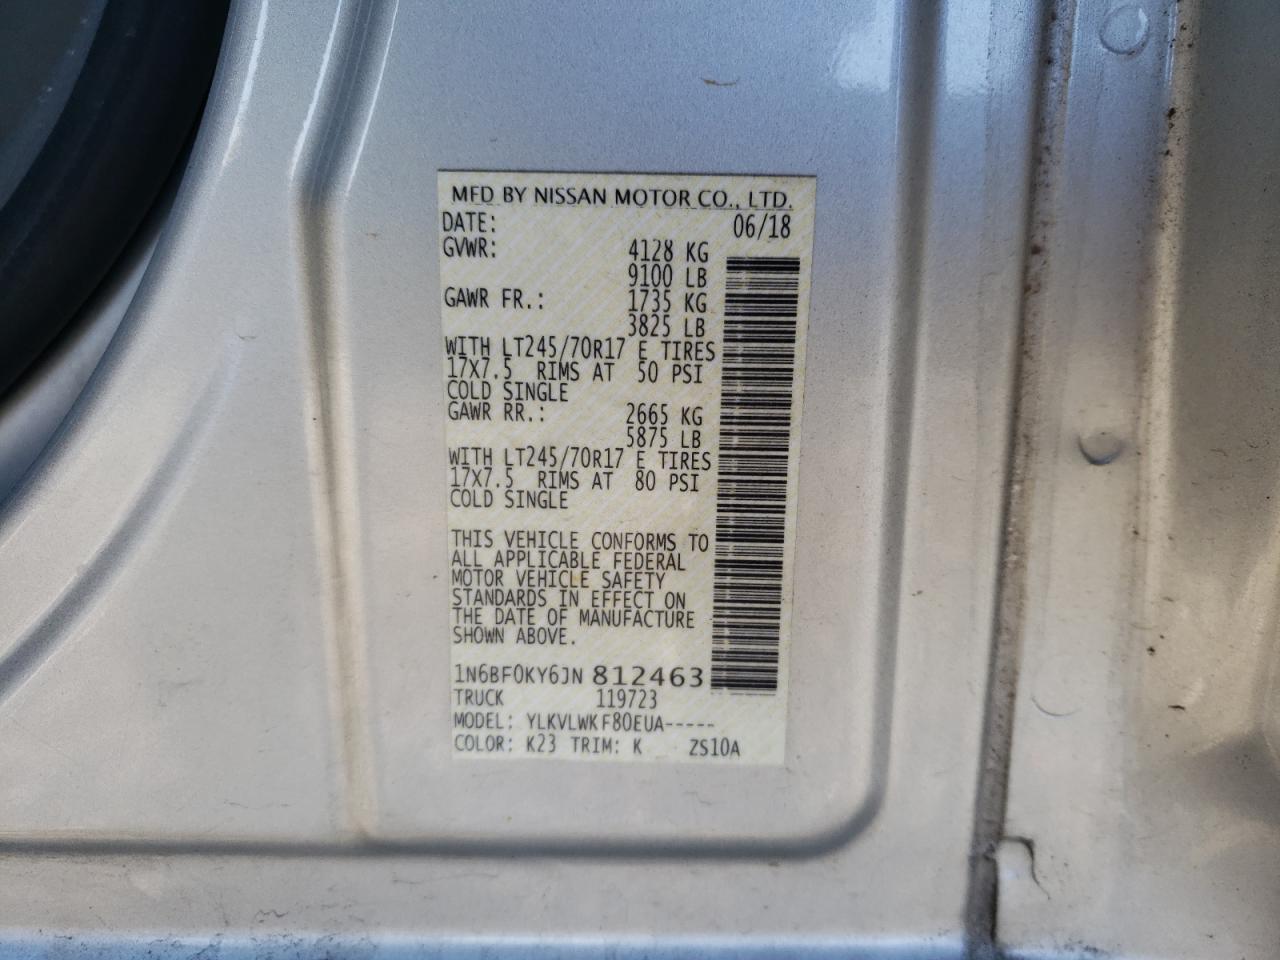 MFD BY NISSAN MOTOR CO., LTD.
DATE: 06/18
GVWR: 4128 KG
9100 LB
GAWR FR.: 1735 KG
3825 LB
WITH LT245/70R17 E TIRES
17X7.5 RIMS AT 50 PSI
COLD SINGLE
GAWR RR.: 2665 KG
5875 LB
WITH LT245/70R17 E TIRES
17X7.5 RIMS AT 80 PSI
COLD SINGLE
THIS VEHICLE CONFORMS TO
ALL APPLICABLE FEDERAL
MOTOR VEHICLE SAFETY
STANDARDS IN EFFECT ON
THE DATE OF MANUFACTURE
SHOWN ABOVE.
1N6BF0KY6JN 812463
TRUCK 119723
MODEL: YLKVLWKF80EUA-----
COLOR: K23 TRIM: K ZS10A